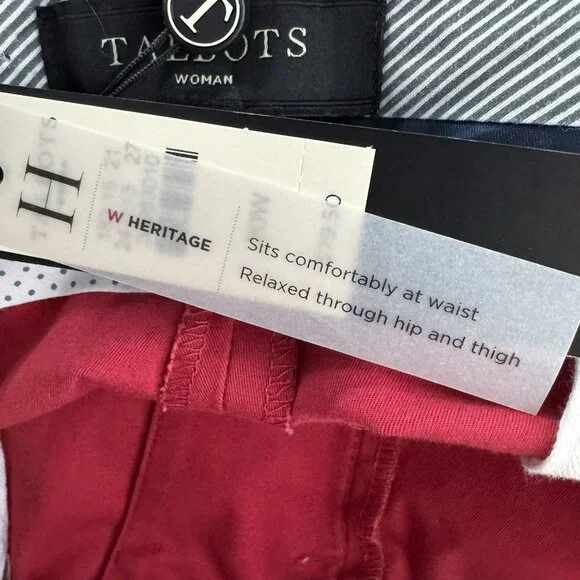 T
TALBOTS
WOMAN
H
W HERITAGE
Sits comfortably at waist
Relaxed through hip and thigh